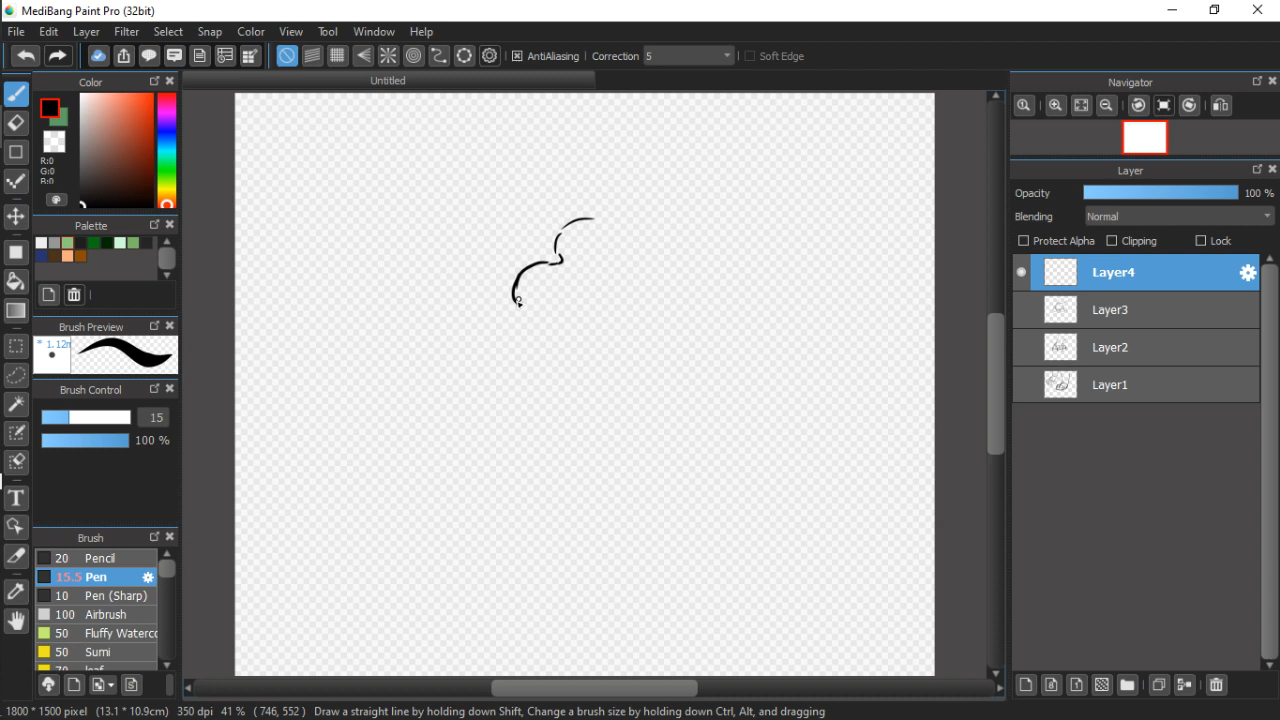 MediBang Paint Pro (32bit)
File Edit Layer Filter Select Snap Color View Tool Window Help
AntiAliasing Correction 5 Soft Edge
Color Untitled Navigator
R:0
G:0
B:0
Layer
Opacity 100 %
Blending Normal
Palette
Protect Alpha Clipping Lock
Layer4
Layer3
Brush Preview
* 1.12m
Layer2
Brush Control
Layer1
15
100 %
Brush
20 Pencil
15.5 Pen
10 Pen (Sharp)
100 Airbrush
50 Fluffy Waterco
50 Sumi
70 leaf
1800 * 1500 pixel (13.1 * 10.9cm) 350 dpi 41 % ( 746, 552 ) Draw a straight line by holding down Shift, Change a brush size by holding down Ctrl, Alt, and dragging